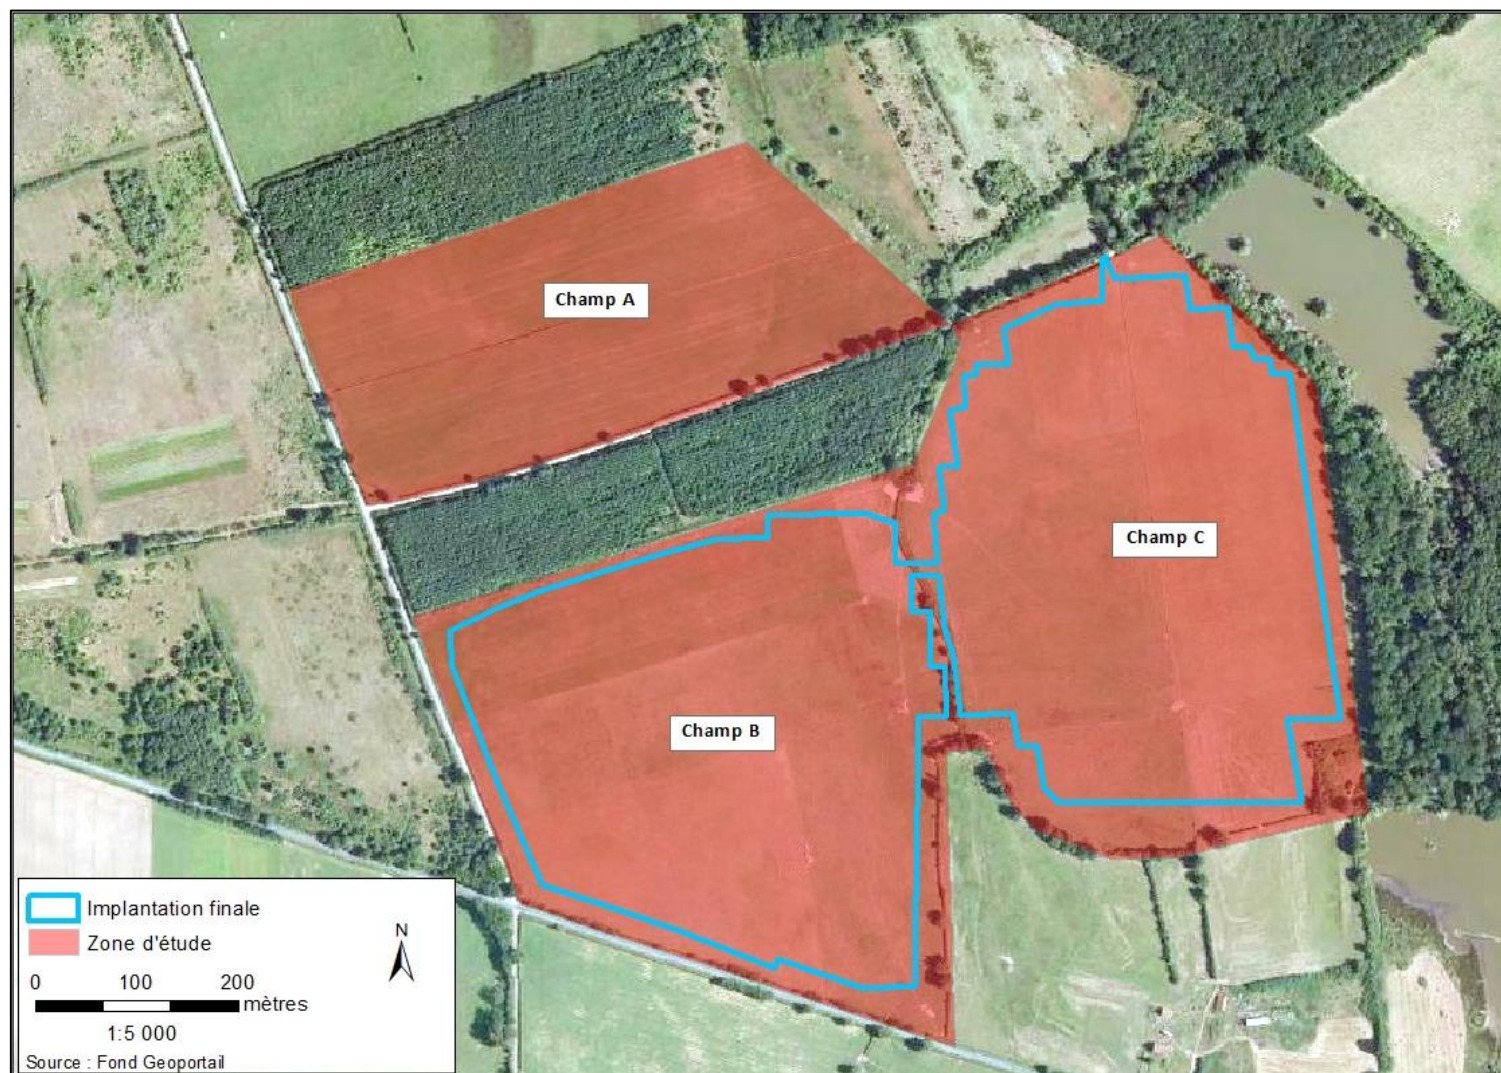 Champ A
Champ C
Champ B
Implantation finale
Zone d'étude
N
0 100 200
mètres
1:5 000
Source : Fond Geoportail